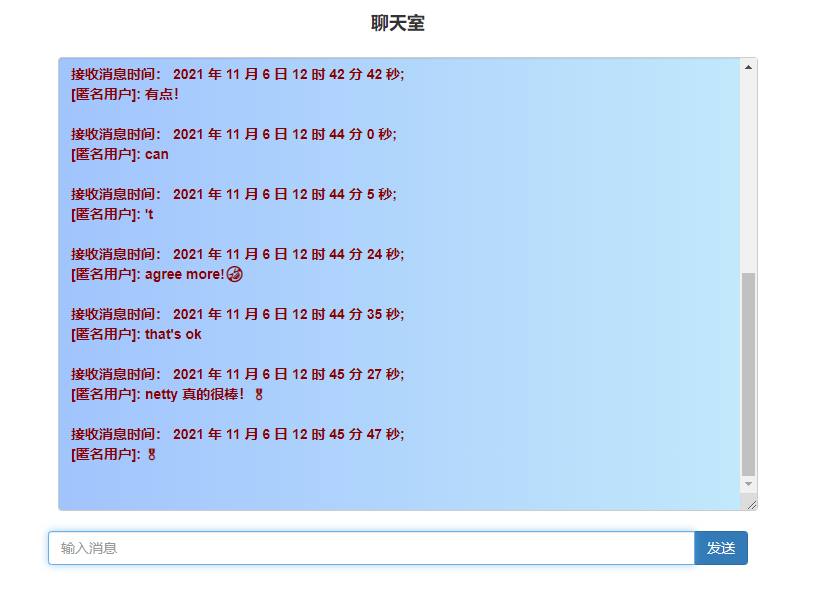 聊天室
接收消息时间： 2021 年 11 月 6 日 12 时 42 分 42 秒;
[匿名用户]: 有点！
接收消息时间： 2021 年 11 月 6 日 12 时 44 分 0 秒;
[匿名用户]: can
接收消息时间： 2021 年 11 月 6 日 12 时 44 分 5 秒;
[匿名用户]: 't
接收消息时间： 2021 年 11 月 6 日 12 时 44 分 24 秒;
[匿名用户]: agree more!
接收消息时间： 2021 年 11 月 6 日 12 时 44 分 35 秒;
[匿名用户]: that's ok
接收消息时间： 2021 年 11 月 6 日 12 时 45 分 27 秒;
[匿名用户]: netty 真的很棒！🎖
接收消息时间： 2021 年 11 月 6 日 12 时 45 分 47 秒;
[匿名用户]: 🎖
输入消息
发送